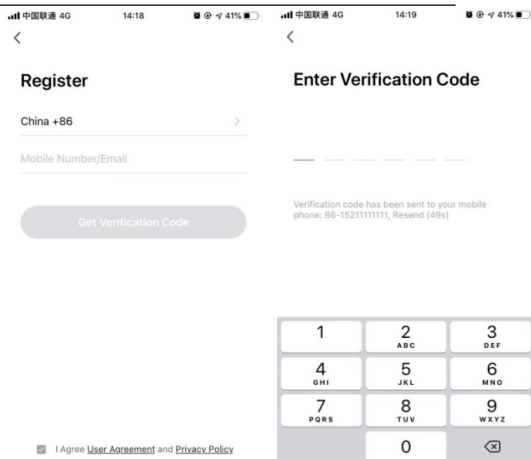 中国联通 4G 14:18 41%
Register
China +86
Mobile Number/Email
Get Verification Code
I Agree User Agreement and Privacy Policy
中国联通 4G 14:19 41%
Enter Verification Code
Verification code has been sent to your mobile
phone: 86-15211111111, Resend (49s)
1 2 3
ABC DEF
4 5 6
GHI JKL MNO
7 8 9
PQRS TUV WXYZ
0